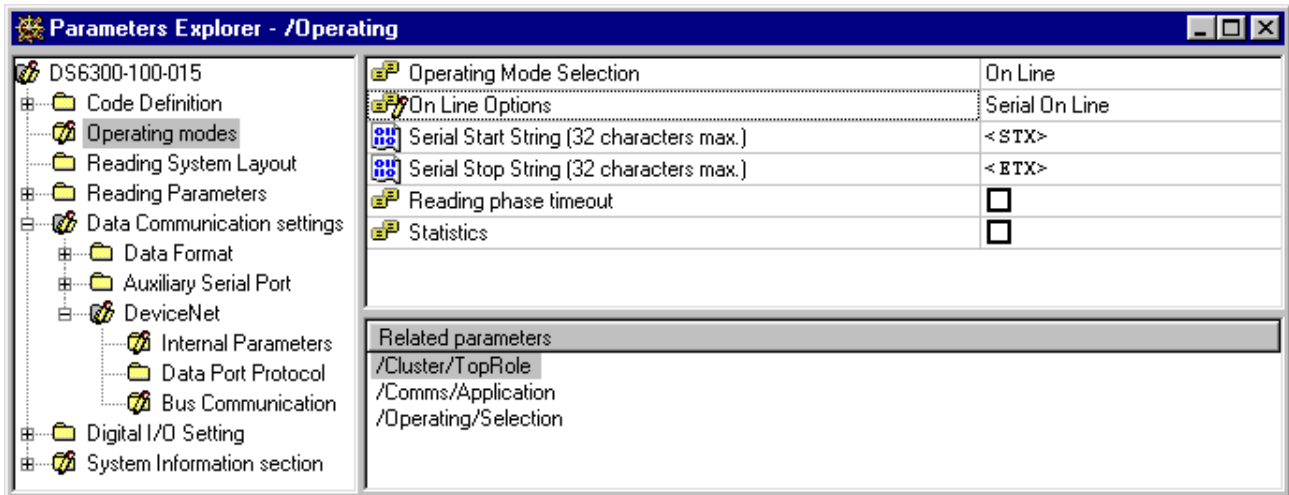 Parameters Explorer - /Operating
DS6300-100-015
Code Definition
Operating modes
Reading System Layout
Reading Parameters
Data Communication settings
Data Format
Auxiliary Serial Port
DeviceNet
Internal Parameters
Data Port Protocol
Bus Communication
Digital I/O Setting
System Information section
Operating Mode Selection On Line
On Line Options Serial On Line
Serial Start String (32 characters max.) <STX>
Serial Stop String (32 characters max.) <ETX>
Reading phase timeout
Statistics
Related parameters
/Cluster/TopRole
/Comms/Application
/Operating/Selection